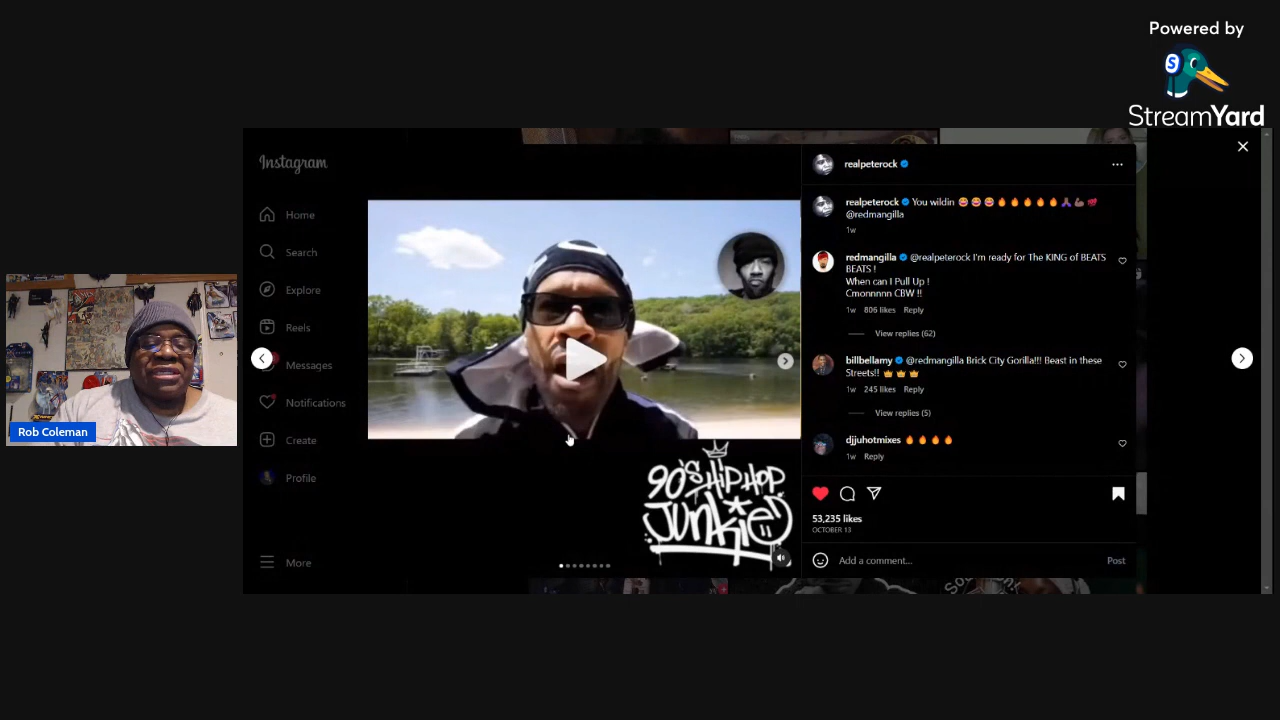 Powered by
S
StreamYard
Instagram
Home
Search
Explore
Reels
Messages
Notifications
Create
Profile
More
Rob Coleman
90'S HIP HOP
JUNKIE
realpeterock
realpeterock You wildin 😂😂😂🔥🔥🔥🔥🔥🙏🏾💪🏾💯
@redmangilla
1w
redmangilla @realpeterock I'm ready for The KING of BEATS
BEATS !
When can I Pull Up !
Cmonnnnn CBW !!
1w 806 likes Reply
View replies (62)
billbellamy @redmangilla Brick City Gorilla!!! Beast in these
Streets!! 👑 👑 👑
1w 245 likes Reply
View replies (5)
djjuhotmixes 🔥 🔥 🔥 🔥
1w Reply
53,235 likes
OCTOBER 13
Add a comment...
Post